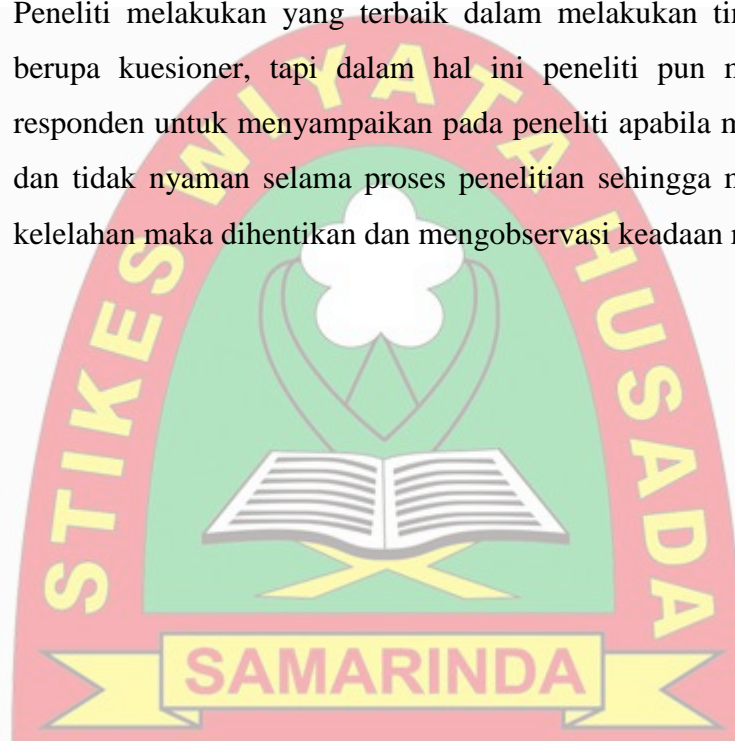 Peneliti melakukan yang terbaik dalam melakukan
berupa kuesioner, tapi dalam hal ini peneliti pun
responden untuk menyampaikan pada peneliti apabila
dan tidak nyaman selama proses penelitian sehingga
kelelahan maka dihentikan dan mengobservasi keadaan
STIKES WIYATA HUSADA
SAMARINDA